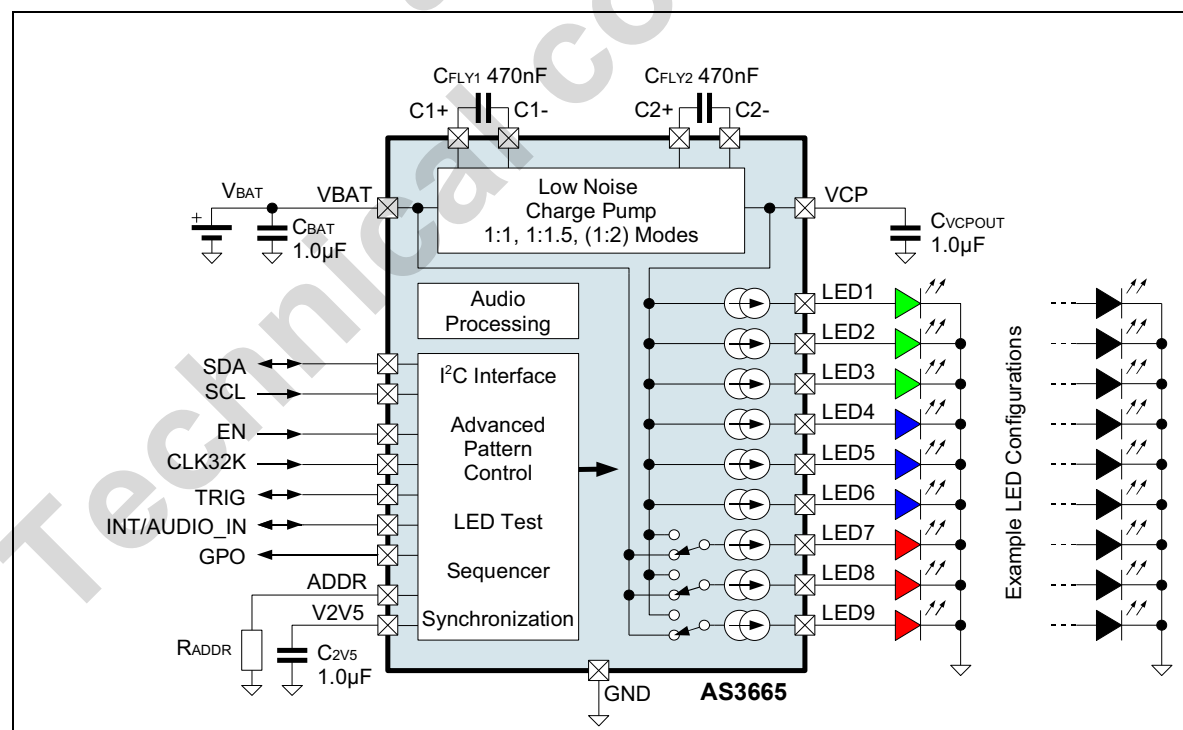 Technical co
CFLY1 470nF
CFLY2 470nF
C1+
C1-
C2+
C2-
VBAT
VBAT
Low Noise
Charge Pump
1:1, 1:1.5, (1:2) Modes
VCP
+
CBAT
1.0µF
CVCPOUT
1.0µF
Audio
Processing
SDA
SCL
EN
CLK32K
TRIG
INT/AUDIO_IN
GPO
ADDR
V2V5
I²C Interface
Advanced
Pattern
Control
LED Test
Sequencer
Synchronization
LED1
LED2
LED3
LED4
LED5
LED6
LED7
LED8
LED9
Example LED Configurations
RADDR
C2V5
1.0µF
GND
AS3665